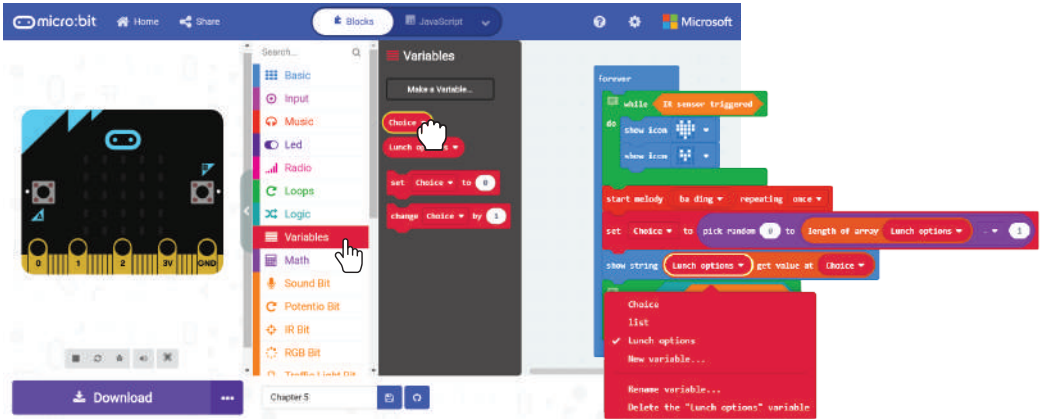 micro:bit Home Share Blocks JavaScript Microsoft
Search...
Basic
Input
Music
Led
Radio
Loops
Logic
Variables
Math
Sound Bit
Potentio Bit
IR Bit
RGB Bit
Traffic Light Bit
Variables
Make a Variable...
Choice
Lunch
set Choice to 0
change Choice by 1
forever
while IR sensor triggered
do show icon
show icon
start melody ba ding repeating once
set Choice to pick random 0 to length of array Lunch options - 1
show string Lunch options get value at Choice
Choice
list
Lunch options
New variable...
Rename variable...
Delete the "Lunch options" variable
0 1 2 3V GND
Download
Chapter 5